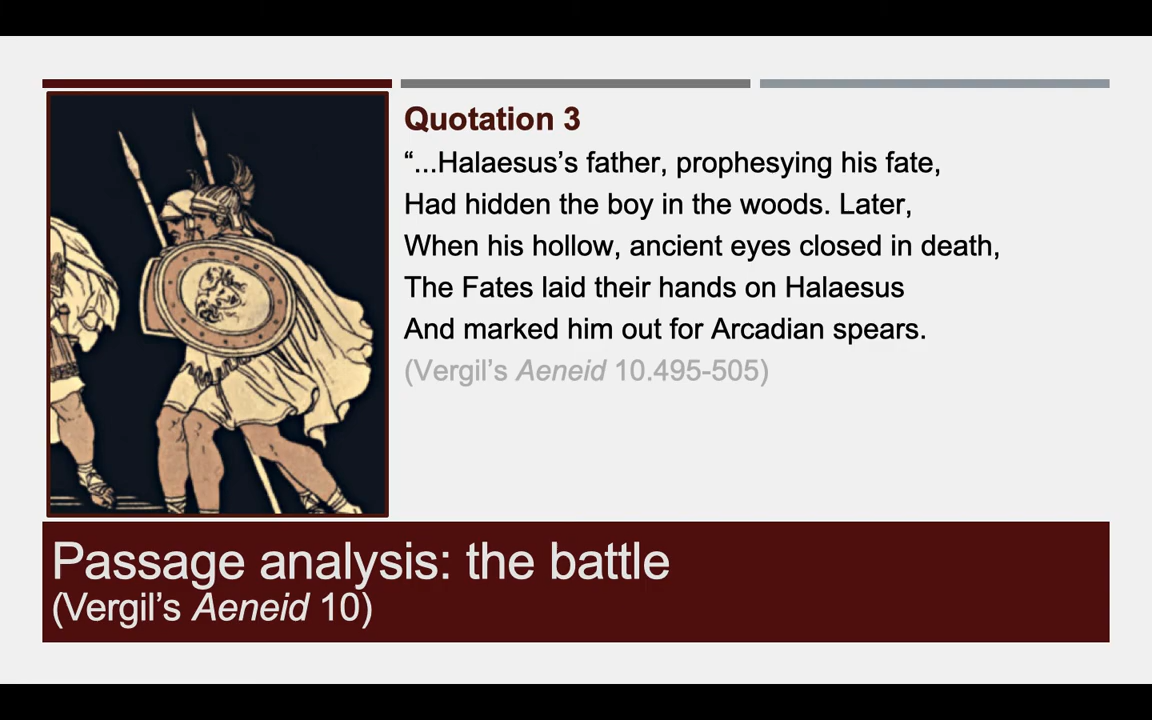 Quotation 3
“...Halaesus’s father, prophesying his fate,
Had hidden the boy in the woods. Later,
When his hollow, ancient eyes closed in death,
The Fates laid their hands on Halaesus
And marked him out for Arcadian spears.
(Vergil’s Aeneid 10.495-505)
Passage analysis: the battle
(Vergil’s Aeneid 10)